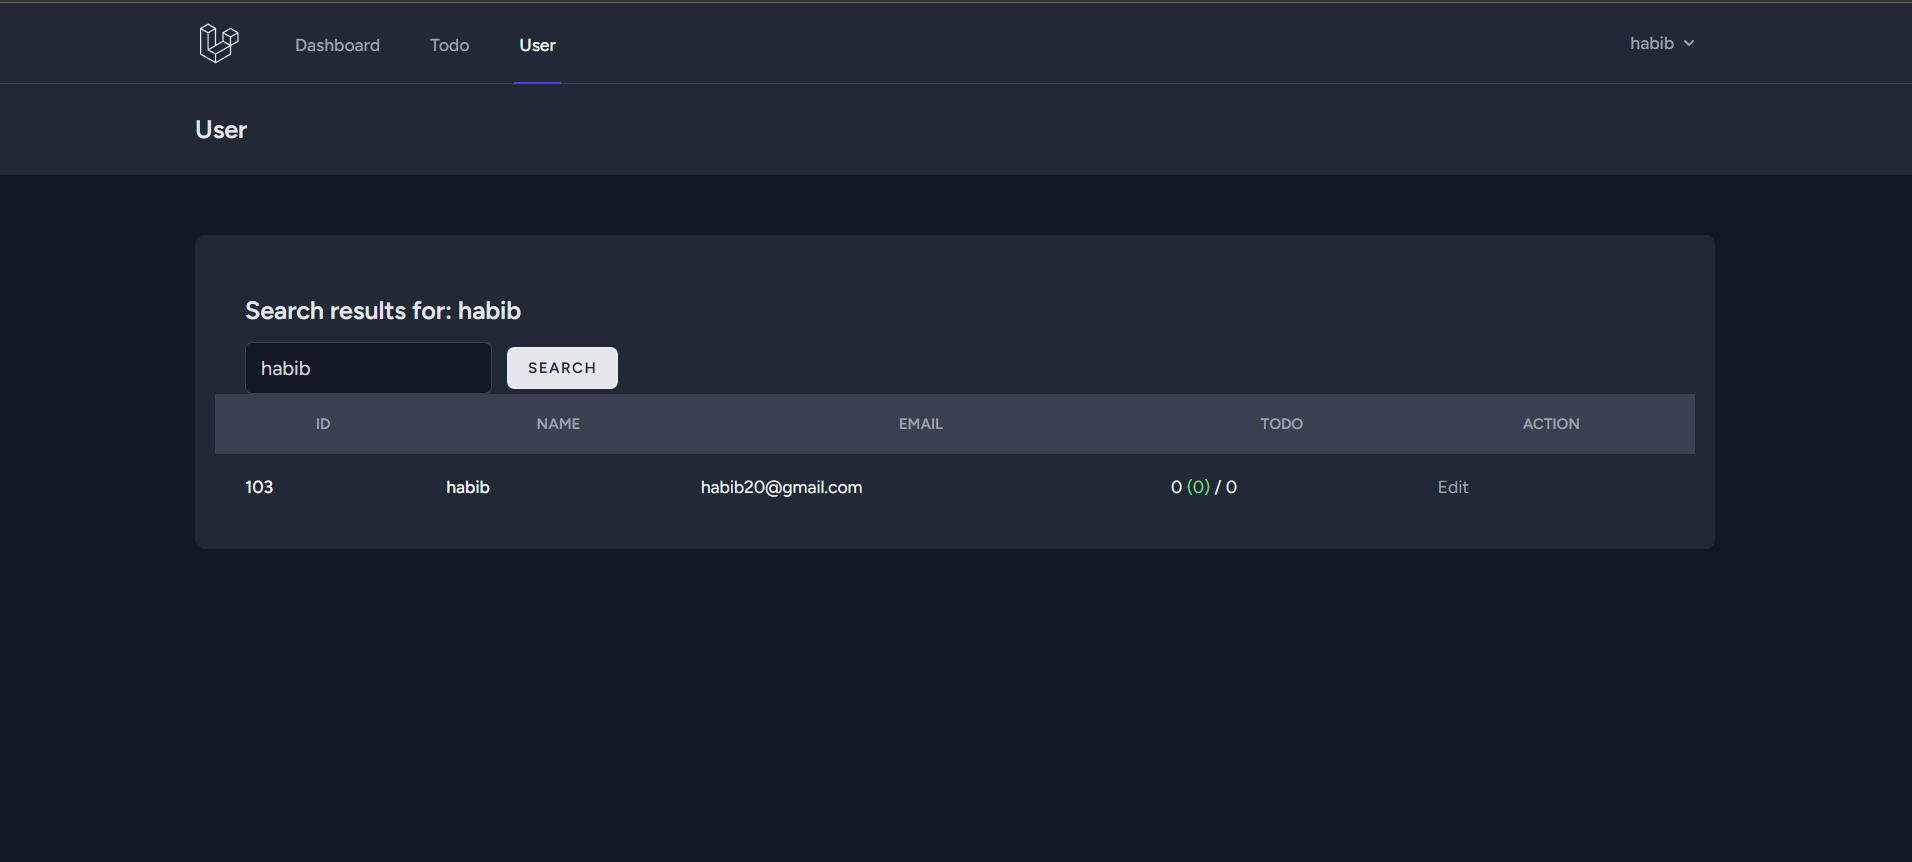 Dashboard Todo User habib
User
Search results for: habib
habib SEARCH
ID NAME EMAIL TODO ACTION
103 habib habib20@gmail.com 0 (0) / 0 Edit